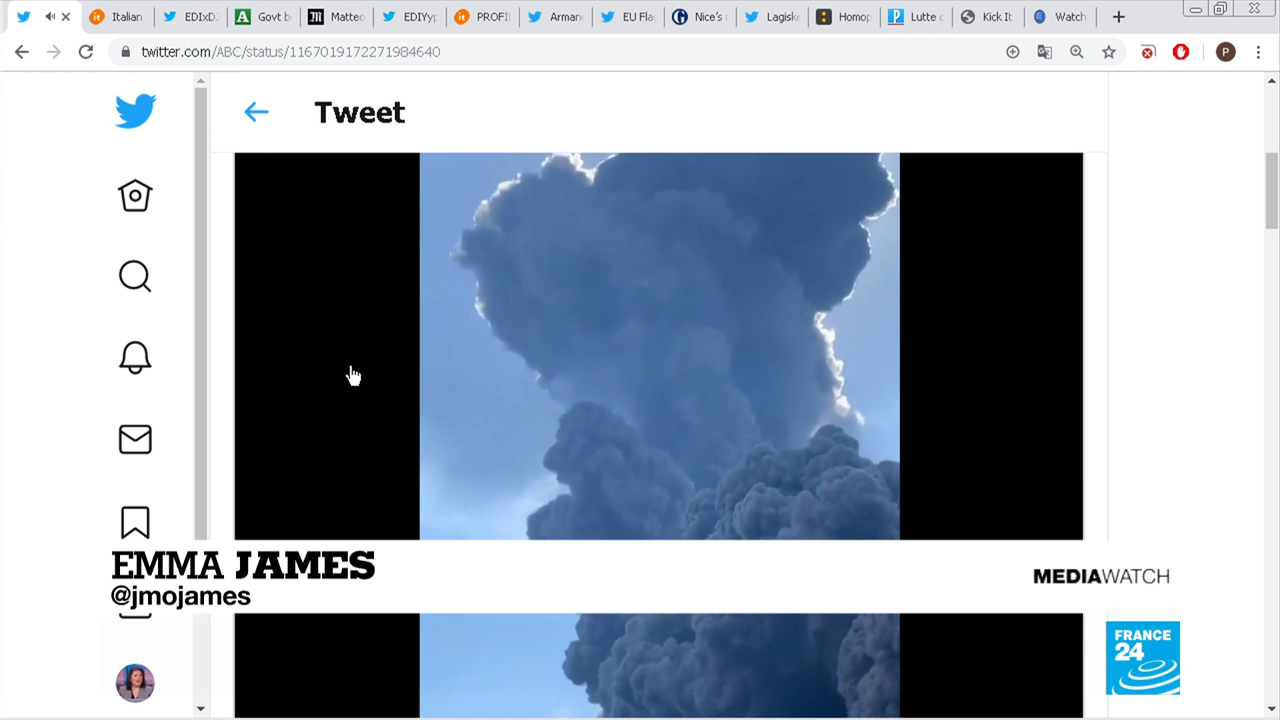 Italian
EDIxD
Govt b
Matteo
EDIYyp
PROFI
Arman
EU Fla
Nice's
Lagisk
Homop
Lutte
Kick It
Watch
twitter.com/ABC/status/1167019172271984640
P
Tweet
EMMA JAMES
@jmojames
MEDIAWATCH
FRANCE
24